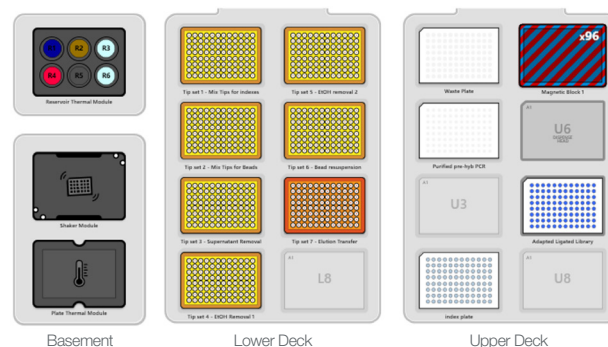 R1 R2 R3
R4 R5 R6
Reservoir Thermal Module
Shaker Module
Plate Thermal Module
Basement
Tip set 1 - Mix Tips for Indexes
Tip set 5 - EtOH removal 2
Tip set 2 - Mix Tips for Beads
Tip set 6 - Bead resuspension
Tip set 3 - Supernatent Removal
Tip set 7 - Elution Transfer
Tip set 4 - EtOH Removal 1
A1
L8
Lower Deck
Waste Plate
x96
Magnetic Block 1
Purified pre-hyb PCR
A1
U6
A1
U3
Adapted Ligated Library
Index plate
A1
U8
Upper Deck